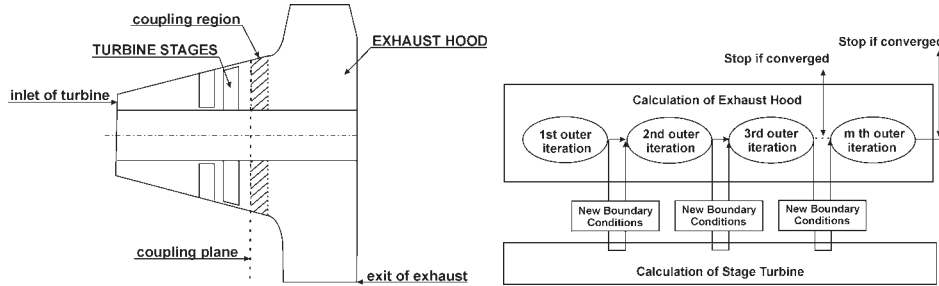 coupling region
TURBINE STAGES
EXHAUST HOOD
inlet of turbine
coupling plane
exit of exhaust
Stop if converged
Stop if converged
Calculation of Exhaust Hood
1st outer
iteration
2nd outer
iteration
3rd outer
iteration
m th outer
iteration
New Boundary
Conditions
New Boundary
Conditions
New Boundary
Conditions
Calculation of Stage Turbine